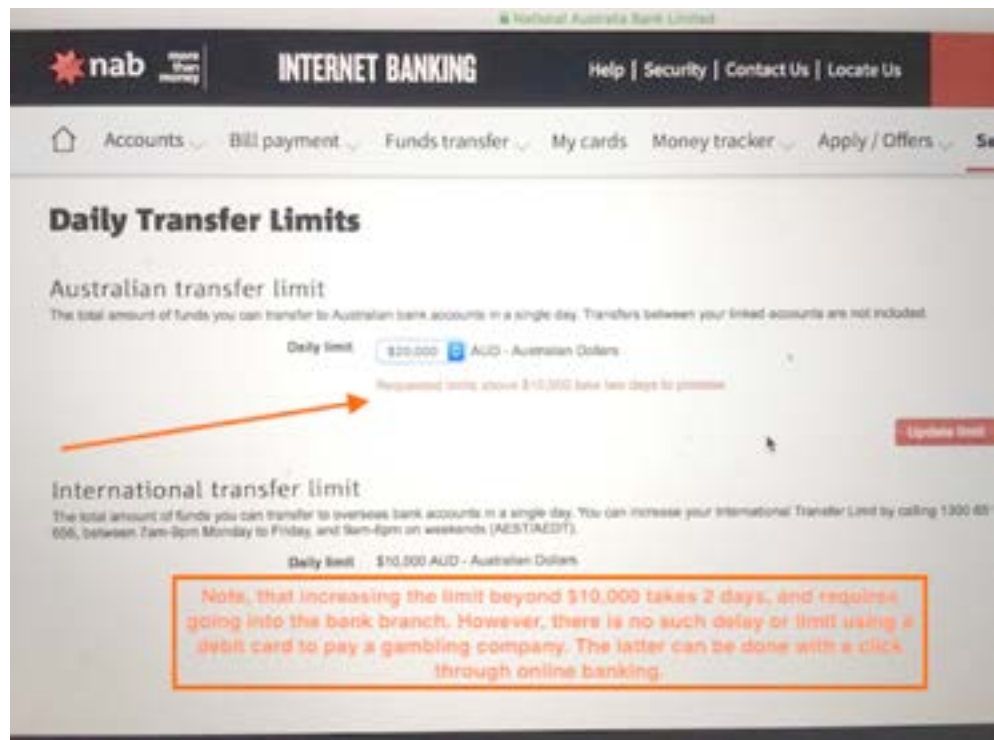 National Australia Bank Limited
nab more than money INTERNET BANKING Help | Security | Contact Us | Locate Us
Accounts Bill payment Funds transfer My cards Money tracker Apply / Offers Se
Daily Transfer Limits
Australian transfer limit
The total amount of funds you can transfer to Australian bank accounts in a single day. Transfers between your linked accounts are not included.
Daily limit $20,000 AUD - Australian Dollars
Requested limits above $10,000 take two days to process
Update limit
International transfer limit
The total amount of funds you can transfer to overseas bank accounts in a single day. You can increase your International Transfer Limit by calling 1300 65
656, between 7am-9pm Monday to Friday, and 9am-6pm on weekends (AEST/AEDT).
Daily limit $10,000 AUD - Australian Dollars
Note, that increasing the limit beyond $10,000 takes 2 days, and requires
going into the bank branch. However, there is no such delay or limit using a
debit card to pay a gambling company. The latter can be done with a click
through online banking.